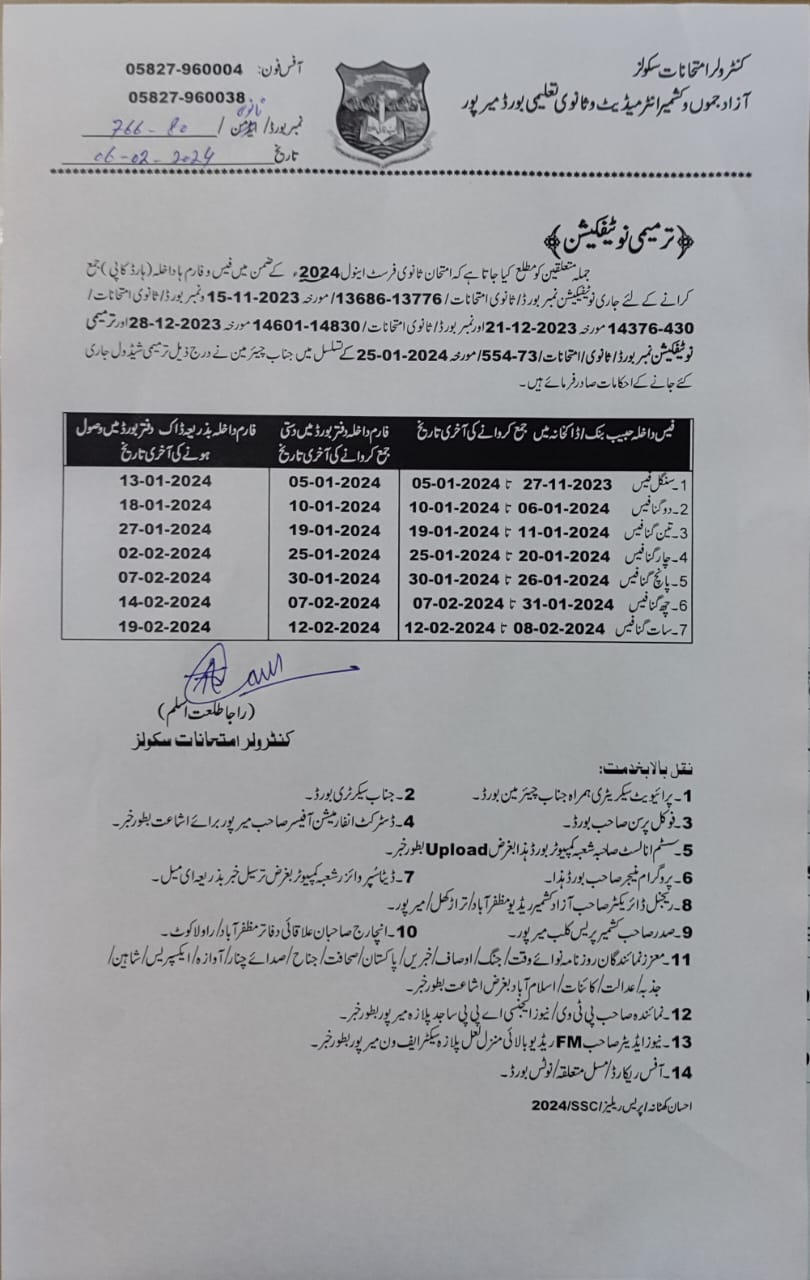 کنٹرولر امتحانات سکولز
آزاد جموں و کشمیر انٹرمیڈیٹ و ثانوی تعلیمی بورڈ میرپور
آفس فون: 05827-960004
05827-960038
نمبر بورڈ/ ثانوی / 766-80
تاریخ 06-02-2024
﴿ترمیمی نوٹیفکیشن﴾
جملہ متعلقین کو مطلع کیا جاتا ہے کہ امتحان ثانوی فرسٹ اینول 2024ء کے ضمن میں فیس و فارم ہا داخلہ (ہارڈ کاپی) جمع
کرانے کے لئے جاری نوٹیفکیشن نمبر بورڈ/ ثانوی امتحانات/ 13686-13776/ مورخہ 15-11-2023 و نمبر بورڈ/ ثانوی امتحانات/
14376-430 مورخہ 21-12-2023 اور نمبر بورڈ/ ثانوی امتحانات/ 14601-14830 مورخہ 28-12-2023 اور ترمیمی
نوٹیفکیشن نمبر بورڈ/ ثانوی/ امتحانات/ 554-73/ مورخہ 25-01-2024 کے تسلسل میں جناب چیئرمین نے درج ذیل ترمیمی شیڈول جاری
کئے جانے کے احکامات صادر فرمائے ہیں۔
فیس داخلہ حبیب بنک/ ڈاکخانہ میں جمع کروانے کی آخری تاریخ
فارم داخلہ دفتر بورڈ میں دستی
جمع کروانے کی آخری تاریخ
فارم داخلہ بذریعہ ڈاک دفتر بورڈ میں وصول
ہونے کی آخری تاریخ
1۔ سنگل فیس 27-11-2023 تا 05-01-2024 05-01-2024 13-01-2024
2۔ دو گنا فیس 06-01-2024 تا 10-01-2024 10-01-2024 18-01-2024
3۔ تین گنا فیس 11-01-2024 تا 19-01-2024 19-01-2024 27-01-2024
4۔ چار گنا فیس 20-01-2024 تا 25-01-2024 25-01-2024 02-02-2024
5۔ پانچ گنا فیس 26-01-2024 تا 30-01-2024 30-01-2024 07-02-2024
6۔ چھ گنا فیس 31-01-2024 تا 07-02-2024 07-02-2024 14-02-2024
7۔ سات گنا فیس 08-02-2024 تا 12-02-2024 12-02-2024 19-02-2024
(راجا طلعت اسلم)
کنٹرولر امتحانات سکولز
نقل بالا بخدمت:
1۔ پرائیویٹ سیکریٹری ہمراہ جناب چیئرمین بورڈ۔ 2۔ جناب سیکرٹری بورڈ۔
3۔ فوکل پرسن صاحب بورڈ۔ 4۔ ڈسٹرکٹ انفارمیشن آفیسر صاحب میرپور برائے اشاعت بطور خبر۔
5۔ سسٹم انالسٹ صاحبہ شعبہ کمپیوٹر بورڈ ہذا بغرض Upload بطور خبر۔
6۔ پروگرام منیجر صاحب بورڈ ہذا۔ 7۔ ڈیٹا سپروائزر شعبہ کمپیوٹر بغرض ترسیل خبر بذریعہ ای میل۔
8۔ ریجنل ڈائریکٹر صاحب آزاد کشمیر ریڈیو مظفرآباد/ تراڑکھل/ میرپور۔
9۔ صدر صاحب کشمیر پریس کلب میرپور۔ 10۔ انچارج صاحبان علاقائی دفاتر مظفرآباد/ راولاکوٹ۔
11۔ معزز نمائندگان روزنامہ نوائے وقت/ جنگ/ اوصاف/ خبریں/ پاکستان/ صحافت/ جناح/ صدائے چنار/ آوازہ/ ایکسپریس/ شاہین/
جذبہ/ عدالت/ کائنات/ اسلام آباد بغرض اشاعت بطور خبر۔
12۔ نمائندہ صاحب پی ٹی وی/ نیوز ایجنسی اے پی پی ساجد پلازہ میرپور بطور خبر۔
13۔ نیوز ایڈیٹر صاحب FM ریڈیو بالائی منزل لعل پلازہ سیکٹر ایف ون میرپور بطور خبر۔
14۔ آفس ریکارڈ/ مسل متعلقہ/ نوٹس بورڈ۔
احسان کھٹانہ/ پریس ریلیز/ SSC/ 2024